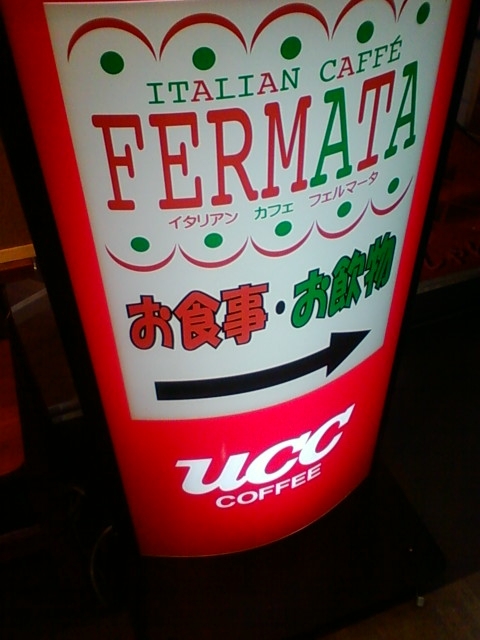 ITALIAN CAFFÉ
FERMATA
イタリアン カフェ フェルマータ
お食事・お飲物
ucc
COFFEE